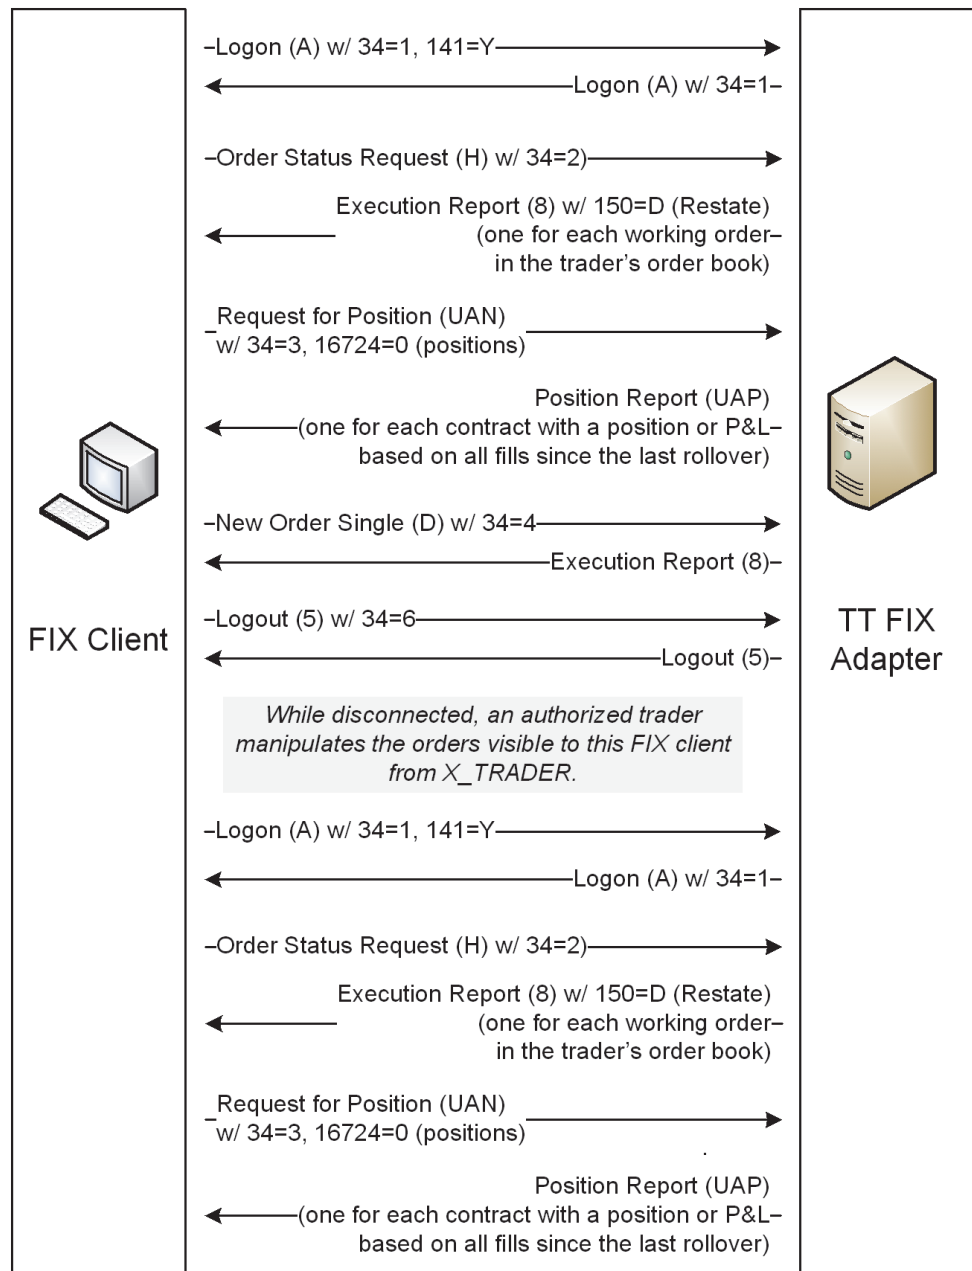 Logon (A) w/ 34=1, 141=Y
Logon (A) w/ 34=1
Order Status Request (H) w/ 34=2)
Execution Report (8) w/ 150=D (Restate)
(one for each working order
in the trader's order book)
Request for Position (UAN)
w/ 34=3, 16724=0 (positions)
Position Report (UAP)
(one for each contract with a position or P&L
based on all fills since the last rollover)
New Order Single (D) w/ 34=4
Execution Report (8)
Logout (5) w/ 34=6
Logout (5)
FIX Client
TT FIX
Adapter
While disconnected, an authorized trader
manipulates the orders visible to this FIX client
from X_TRADER.
Logon (A) w/ 34=1, 141=Y
Logon (A) w/ 34=1
Order Status Request (H) w/ 34=2)
Execution Report (8) w/ 150=D (Restate)
(one for each working order
in the trader's order book)
Request for Position (UAN)
w/ 34=3, 16724=0 (positions)
Position Report (UAP)
(one for each contract with a position or P&L
based on all fills since the last rollover)